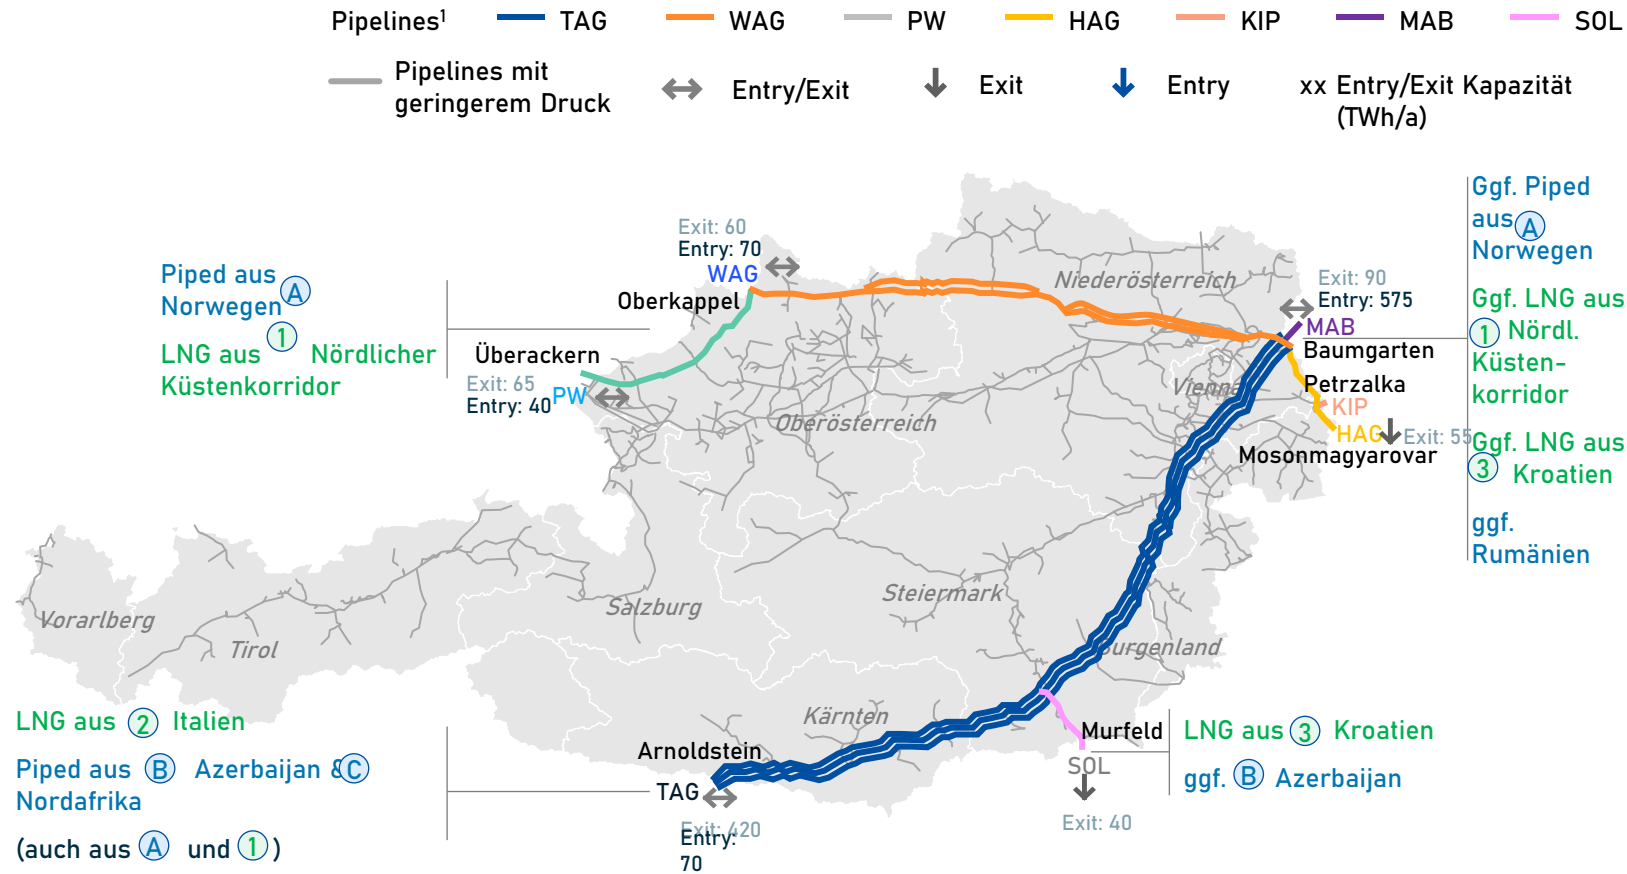 Pipelines¹ TAG WAG PW HAG KIP MAB SOL
Pipelines mit
geringerem Druck
Entry/Exit
Exit
Entry
xx Entry/Exit Kapazität
(TWh/a)
Piped aus
A
Norwegen
1
LNG aus Nördlicher
Küstenkorridor
Exit: 60
Entry: 70
WAG
Oberkappel
Überackern
Exit: 65
Entry: 40
PW
Niederösterreich
Oberösterreich
Vienna
Salzburg
Steiermark
Vorarlberg
Tirol
Burgenland
Kärnten
Exit: 90
Entry: 575
MAB
Baumgarten
Petrzalka
KIP
HAG
Exit: 55
Mosonmagyarovar
Ggf. Piped
aus A
Norwegen
Ggf. LNG aus
1 Nördl.
Küsten-
korridor
Ggf. LNG aus
3 Kroatien
ggf.
Rumänien
LNG aus 2 Italien
Piped aus B Azerbaijan & C
Nordafrika
(auch aus A und 1 )
Arnoldstein
TAG
Exit: 420
Entry:
70
Murfeld
SOL
Exit: 40
LNG aus 3 Kroatien
ggf. B Azerbaijan